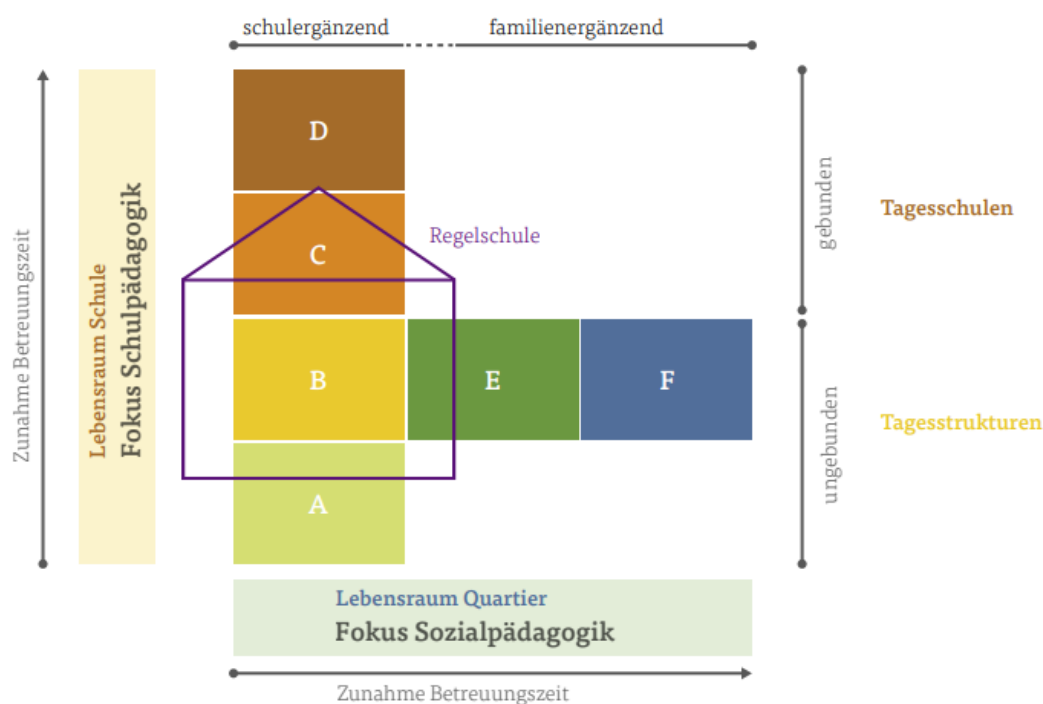 schulergänzend familienergänzend
D
C
Regelschule
B
E
F
A
Zunahme Betreuungszeit
Lebensraum Schule
Fokus Schulpädagogik
gebunden
ungebunden
Tagesschulen
Tagesstrukturen
Lebensraum Quartier
Fokus Sozialpädagogik
Zunahme Betreuungszeit